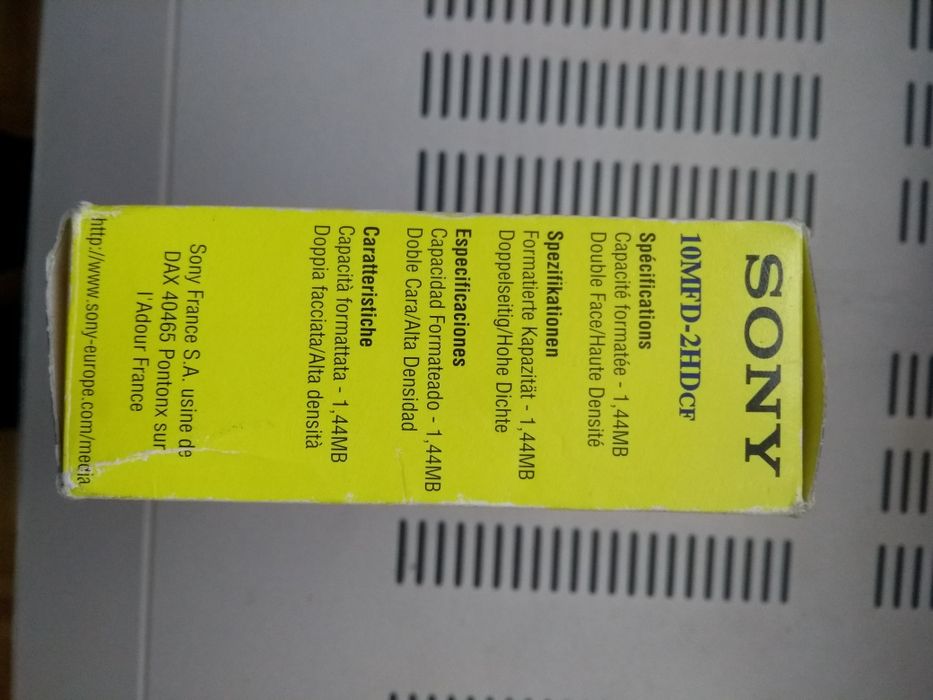 SONY
10MFD-2HDCF
Spécifications
Capacité formatée - 1,44MB
Double Face/Haute Densité
Spezifikationen
Formatierte Kapazität - 1,44MB
Doppelseitig/Hohe Dichte
Especificaciones
Capacidad Formateado - 1,44MB
Doble Cara/Alta Densidad
Caratteristiche
Capacità formattata - 1,44MB
Doppia facciata/Alta densità
Sony France S.A. usine de
DAX 40465 Pontonx sur
l'Adour France
http://www.sony-europe.com/media